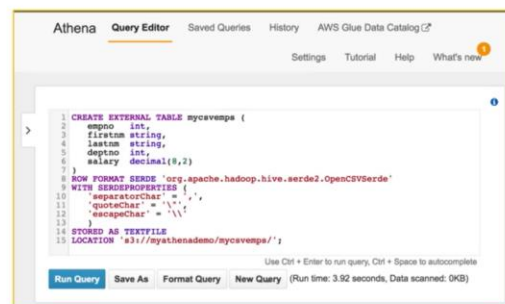 Athena Query Editor Saved Queries History AWS Glue Data Catalog
Settings Tutorial Help What's new 1
1 CREATE EXTERNAL TABLE mycsvemps (
2 empno int,
3 firstnm string,
4 lastnm string,
5 deptno int,
6 salary decimal(8,2)
7 )
8 ROW FORMAT SERDE 'org.apache.hadoop.hive.serde2.OpenCSVSerde'
9 WITH SERDEPROPERTIES (
10 'separatorChar' = ',',
11 'quoteChar' = '\"',
12 'escapeChar' = '\\'
13 )
14 STORED AS TEXTFILE
15 LOCATION 's3://myathenademo/mycsvemps/';
Use Ctrl + Enter to run query, Ctrl + Space to autocomplete
Run Query Save As Format Query New Query (Run time: 3.92 seconds, Data scanned: 0KB)